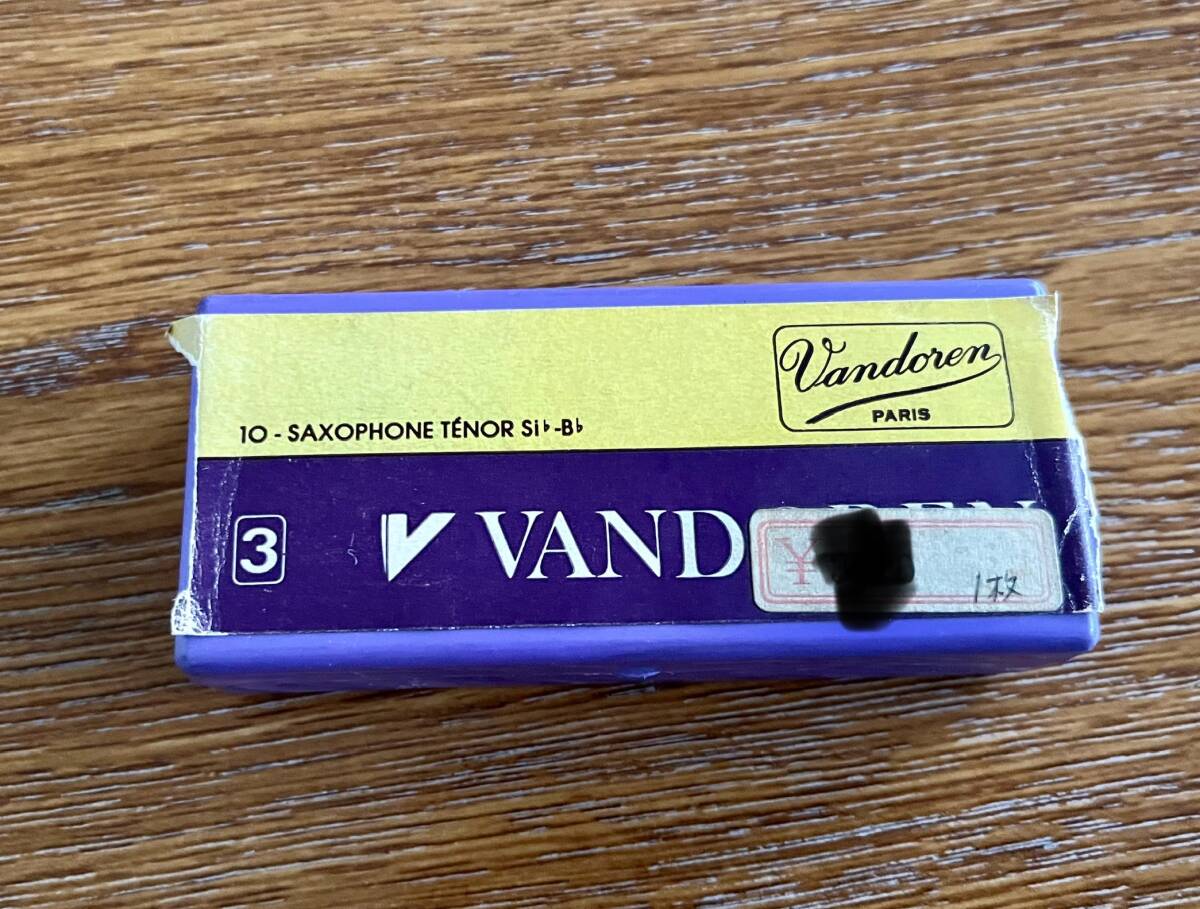 Vandoren
PARIS
10 - SAXOPHONE TÉNOR Si♭-B♭
3
V VAND
¥
1枚